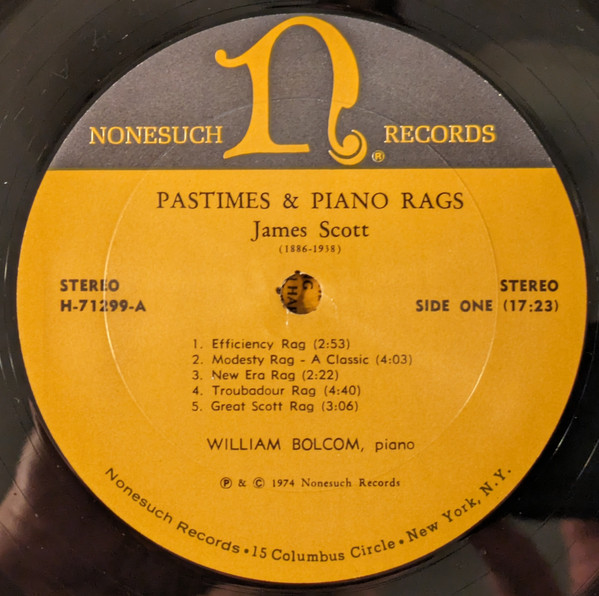 NONESUCH n® RECORDS
PASTIMES & PIANO RAGS
James Scott
(1886-1938)
STEREO
H-71299-A
STEREO
SIDE ONE (17:23)
1. Efficiency Rag (2:53)
2. Modesty Rag - A Classic (4:03)
3. New Era Rag (2:22)
4. Troubadour Rag (4:40)
5. Great Scott Rag (3:06)
WILLIAM BOLCOM, piano
Ⓟ & © 1974 Nonesuch Records
Nonesuch Records • 15 Columbus Circle • New York, N.Y.